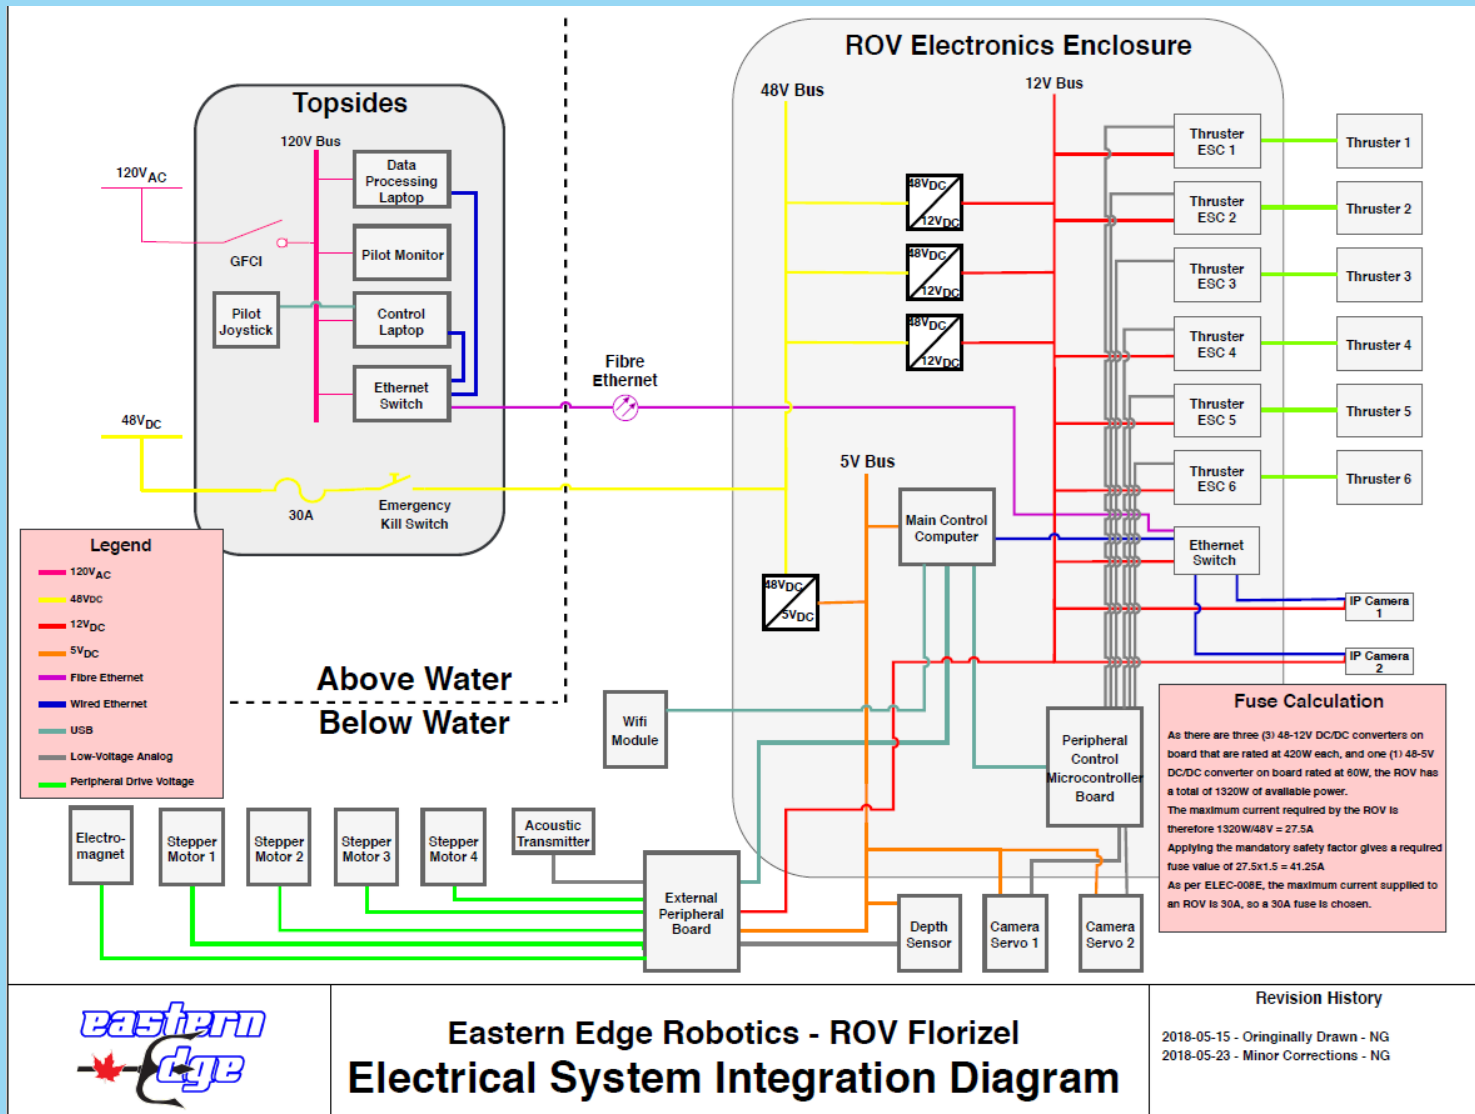 ROV Electronics Enclosure
Topsides
120V Bus
120VAC
GFCI
Data
Processing
Laptop
Pilot Monitor
Pilot
Joystick
Control
Laptop
Ethernet
Switch
48VDC
30A
Emergency
Kill Switch
Fibre
Ethernet
48V Bus
12V Bus
48VDC
12VDC
48VDC
12VDC
48VDC
12VDC
Thruster
ESC 1
Thruster 1
Thruster
ESC 2
Thruster 2
Thruster
ESC 3
Thruster 3
Thruster
ESC 4
Thruster 4
Thruster
ESC 5
Thruster 5
Thruster
ESC 6
Thruster 6
5V Bus
Main Control
Computer
Ethernet
Switch
48VDC
5VDC
IP Camera
1
IP Camera
2
Legend
120VAC
48VDC
12VDC
5VDC
Fibre Ethernet
Wired Ethernet
USB
Low-Voltage Analog
Peripheral Drive Voltage
Above Water
Below Water
Wifi
Module
Peripheral
Control
Microcontroller
Board
Fuse Calculation
As there are three (3) 48-12V DC/DC converters on
board that are rated at 420W each, and one (1) 48-5V
DC/DC converter on board rated at 60W, the ROV has
a total of 1320W of available power.
The maximum current required by the ROV is
therefore 1320W/48V = 27.5A
Applying the mandatory safety factor gives a required
fuse value of 27.5x1.5 = 41.25A
As per ELEC-008E, the maximum current supplied to
an ROV is 30A, so a 30A fuse is chosen.
Electro-
magnet
Stepper
Motor 1
Stepper
Motor 2
Stepper
Motor 3
Stepper
Motor 4
Acoustic
Transmitter
External
Peripheral
Board
Depth
Sensor
Camera
Servo 1
Camera
Servo 2
eastern
Edge
Eastern Edge Robotics - ROV Florizel
Electrical System Integration Diagram
Revision History
2018-05-15 - Oringinally Drawn - NG
2018-05-23 - Minor Corrections - NG